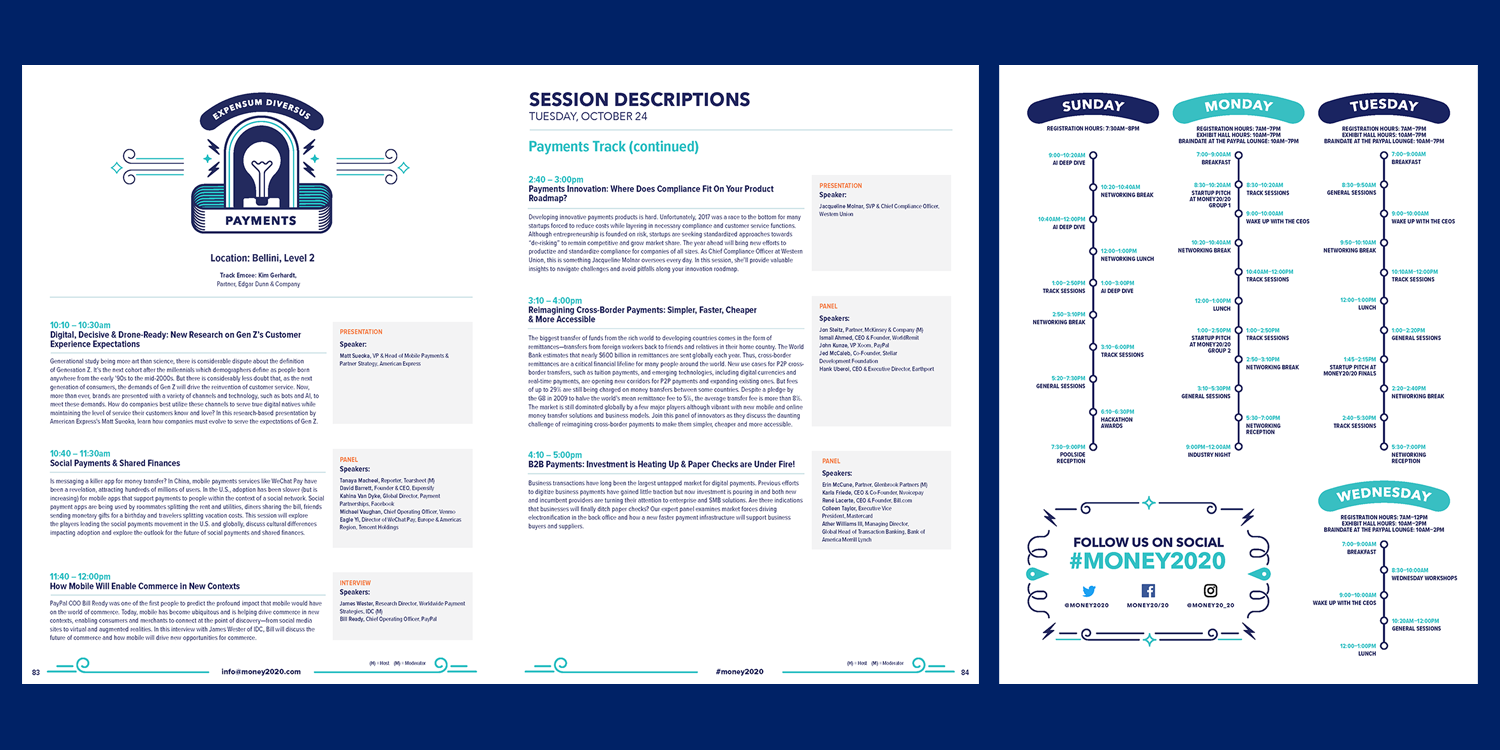 EXPENSUM DIVERSUS
PAYMENTS
Location: Bellini, Level 2
Track Emcee: Kim Gerhardt,
Partner, Edgar Dunn & Company
10:10 – 10:30am
Digital, Decisive & Drone-Ready: New Research on Gen Z's Customer
Experience Expectations
Generational study being more art than science, there is considerable dispute about the definition
of Generation Z. It's the next cohort after the millennials which demographers define as people born
anywhere from the early '90s to the mid-2000s. But there is considerably less doubt that, as the next
generation of consumers, the demands of Gen Z will drive the reinvention of customer service. Now,
more than ever, brands are presented with a variety of channels and technology, such as bots and AI, to
meet these demands. How do companies best utilize these channels to serve true digital natives while
maintaining the level of service their customers know and love? In this research-based presentation by
American Express's Matt Sueoka, learn how companies must evolve to serve the expectations of Gen Z.
PRESENTATION
Speaker:
Matt Sueoka, VP & Head of Mobile Payments &
Partner Strategy, American Express
10:40 – 11:30am
Social Payments & Shared Finances
Is messaging a killer app for money transfer? In China, mobile payments services like WeChat Pay have
been a revelation, attracting hundreds of millions of users. In the U.S., adoption has been slower (but is
increasing) for mobile apps that support payments to people within the context of a social network. Social
payment apps are being used by roommates splitting the rent and utilities, diners sharing the bill, friends
sending monetary gifts for a birthday and travelers splitting vacation costs. This session will explore
the players leading the social payments movement in the U.S. and globally, discuss cultural differences
impacting adoption and explore the outlook for the future of social payments and shared finances.
PANEL
Speakers:
Tanaya Macheel, Reporter, Tearsheet (M)
David Barrett, Founder & CEO, Expensify
Kahina Van Dyke, Global Director, Payment
Partnerships, Facebook
Michael Vaughan, Chief Operating Officer, Venmo
Eagle Yi, Director of WeChat Pay, Europe & Americas
Region, Tencent Holdings
11:40 – 12:00pm
How Mobile Will Enable Commerce in New Contexts
PayPal COO Bill Ready was one of the first people to predict the profound impact that mobile would have
on the world of commerce. Today, mobile has become ubiquitous and is helping drive commerce in new
contexts, enabling consumers and merchants to connect at the point of discovery—from social media
sites to virtual and augmented realities. In this interview with James Wester of IDC, Bill will discuss the
future of commerce and how mobile will drive new opportunities for commerce.
INTERVIEW
Speakers:
James Wester, Research Director, Worldwide Payment
Strategies, IDC (M)
Bill Ready, Chief Operating Officer, PayPal
(H) = Host (M) = Moderator
83
info@money2020.com
SESSION DESCRIPTIONS
TUESDAY, OCTOBER 24
Payments Track (continued)
2:40 – 3:00pm
Payments Innovation: Where Does Compliance Fit On Your Product
Roadmap?
Developing innovative payments products is hard. Unfortunately, 2017 was a race to the bottom for many
startups forced to reduce costs while layering in necessary compliance and customer service functions.
Although entrepreneurship is founded on risk, startups are seeking standardized approaches towards
"de-risking" to remain competitive and grow market share. The year ahead will bring new efforts to
productize and standardize compliance for companies of all sizes. As Chief Compliance Officer at Western
Union, this is something Jacqueline Molnar oversees every day. In this session, she'll provide valuable
insights to navigate challenges and avoid pitfalls along your innovation roadmap.
PRESENTATION
Speaker:
Jacqueline Molnar, SVP & Chief Compliance Officer,
Western Union
3:10 – 4:00pm
Reimagining Cross-Border Payments: Simpler, Faster, Cheaper
& More Accessible
The biggest transfer of funds from the rich world to developing countries comes in the form of
remittances—transfers from foreign workers back to friends and relatives in their home country. The World
Bank estimates that nearly $600 billion in remittances are sent globally each year. Thus, cross-border
remittances are a critical financial lifeline for many people around the world. New use cases for P2P cross-
border transfers, such as tuition payments, and emerging technologies, including digital currencies and
real-time payments, are opening new corridors for P2P payments and expanding existing ones. But fees
of up to 29% are still being charged on money transfers between some countries. Despite a pledge by
the G8 in 2009 to halve the world's mean remittance fee to 5%, the average transfer fee is more than 8%.
The market is still dominated globally by a few major players although vibrant with new mobile and online
money transfer solutions and business models. Join this panel of innovators as they discuss the daunting
challenge of reimagining cross-border payments to make them simpler, cheaper and more accessible.
PANEL
Speakers:
Jon Steitz, Partner, McKinsey & Company (M)
Ismail Ahmed, CEO & Founder, WorldRemit
John Kunze, VP Xoom, PayPal
Jed McCaleb, Co-Founder, Stellar
Development Foundation
Hank Uberoi, CEO & Executive Director, Earthport
4:10 – 5:00pm
B2B Payments: Investment is Heating Up & Paper Checks are Under Fire!
Business transactions have long been the largest untapped market for digital payments. Previous efforts
to digitize business payments have gained little traction but now investment is pouring in and both new
and incumbent providers are turning their attention to enterprise and SMB solutions. Are there indications
that businesses will finally ditch paper checks? Our expert panel examines market forces driving
electronification in the back office and how a new faster payment infrastructure will support business
buyers and suppliers.
PANEL
Speakers:
Erin McCune, Partner, Glenbrook Partners (M)
Karla Friede, CEO & Co-Founder, Nvoicepay
René Lacerte, CEO & Founder, Bill.com
Colleen Taylor, Executive Vice
President, Mastercard
Ather Williams III, Managing Director,
Global Head of Transaction Banking, Bank of
America Merrill Lynch
(H) = Host (M) = Moderator
#money2020
84
SUNDAY
REGISTRATION HOURS: 7:30AM–8PM
9:00–10:20AM
AI DEEP DIVE
10:20–10:40AM
NETWORKING BREAK
10:40AM–12:00PM
AI DEEP DIVE
12:00–1:00PM
NETWORKING LUNCH
1:00–2:50PM
TRACK SESSIONS
1:00–3:00PM
AI DEEP DIVE
2:50–3:10PM
NETWORKING BREAK
3:10–6:00PM
TRACK SESSIONS
5:20–7:30PM
GENERAL SESSIONS
6:10–6:30PM
HACKATHON
AWARDS
7:30–9:00PM
POOLSIDE
RECEPTION
MONDAY
REGISTRATION HOURS: 7AM–7PM
EXHIBIT HALL HOURS: 10AM–7PM
BRAINDATE AT THE PAYPAL LOUNGE: 10AM–7PM
7:00–9:00AM
BREAKFAST
8:30–10:20AM
STARTUP PITCH
AT MONEY20/20
GROUP 1
8:30–10:20AM
TRACK SESSIONS
9:00–10:00AM
WAKE UP WITH THE CEOS
10:20–10:40AM
NETWORKING BREAK
10:40AM–12:00PM
TRACK SESSIONS
12:00–1:00PM
LUNCH
1:00–2:50PM
STARTUP PITCH
AT MONEY20/20
GROUP 2
1:00–2:50PM
TRACK SESSIONS
2:50–3:10PM
NETWORKING BREAK
3:10–5:30PM
GENERAL SESSIONS
5:30–7:00PM
NETWORKING
RECEPTION
9:00PM–12:00AM
INDUSTRY NIGHT
TUESDAY
REGISTRATION HOURS: 7AM–7PM
EXHIBIT HALL HOURS: 10AM–7PM
BRAINDATE AT THE PAYPAL LOUNGE: 10AM–7PM
7:00–9:00AM
BREAKFAST
8:30–9:50AM
GENERAL SESSIONS
9:00–10:00AM
WAKE UP WITH THE CEOS
9:50–10:10AM
NETWORKING BREAK
10:10AM–12:00PM
TRACK SESSIONS
12:00–1:00PM
LUNCH
1:00–2:20PM
GENERAL SESSIONS
1:45–2:15PM
STARTUP PITCH AT
MONEY20/20 FINALS
2:20–2:40PM
NETWORKING BREAK
2:40–5:30PM
TRACK SESSIONS
5:30–7:00PM
NETWORKING
RECEPTION
FOLLOW US ON SOCIAL
#MONEY2020
@MONEY2020
MONEY20/20
@MONEY20_20
WEDNESDAY
REGISTRATION HOURS: 7AM–12PM
EXHIBIT HALL HOURS: 10AM–2PM
BRAINDATE AT THE PAYPAL LOUNGE: 10AM–2PM
7:00–9:00AM
BREAKFAST
8:30–10:00AM
WEDNESDAY WORKSHOPS
9:00–10:00AM
WAKE UP WITH THE CEOS
10:20AM–12:00PM
GENERAL SESSIONS
12:00–1:00PM
LUNCH